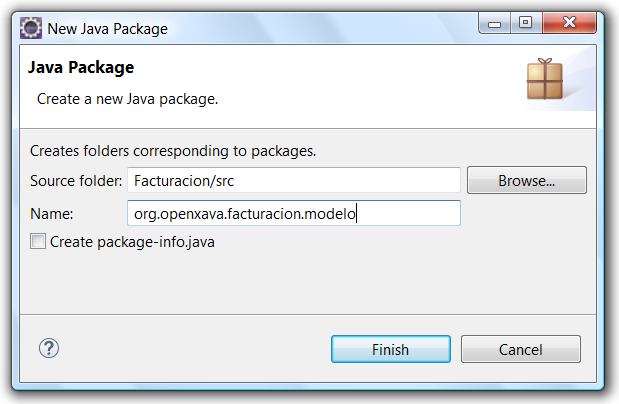 New Java Package
Java Package
Create a new Java package.
Creates folders corresponding to packages.
Source folder: Facturacion/src Browse...
Name: org.openxava.facturacion.modelo
Create package-info.java
? Finish Cancel